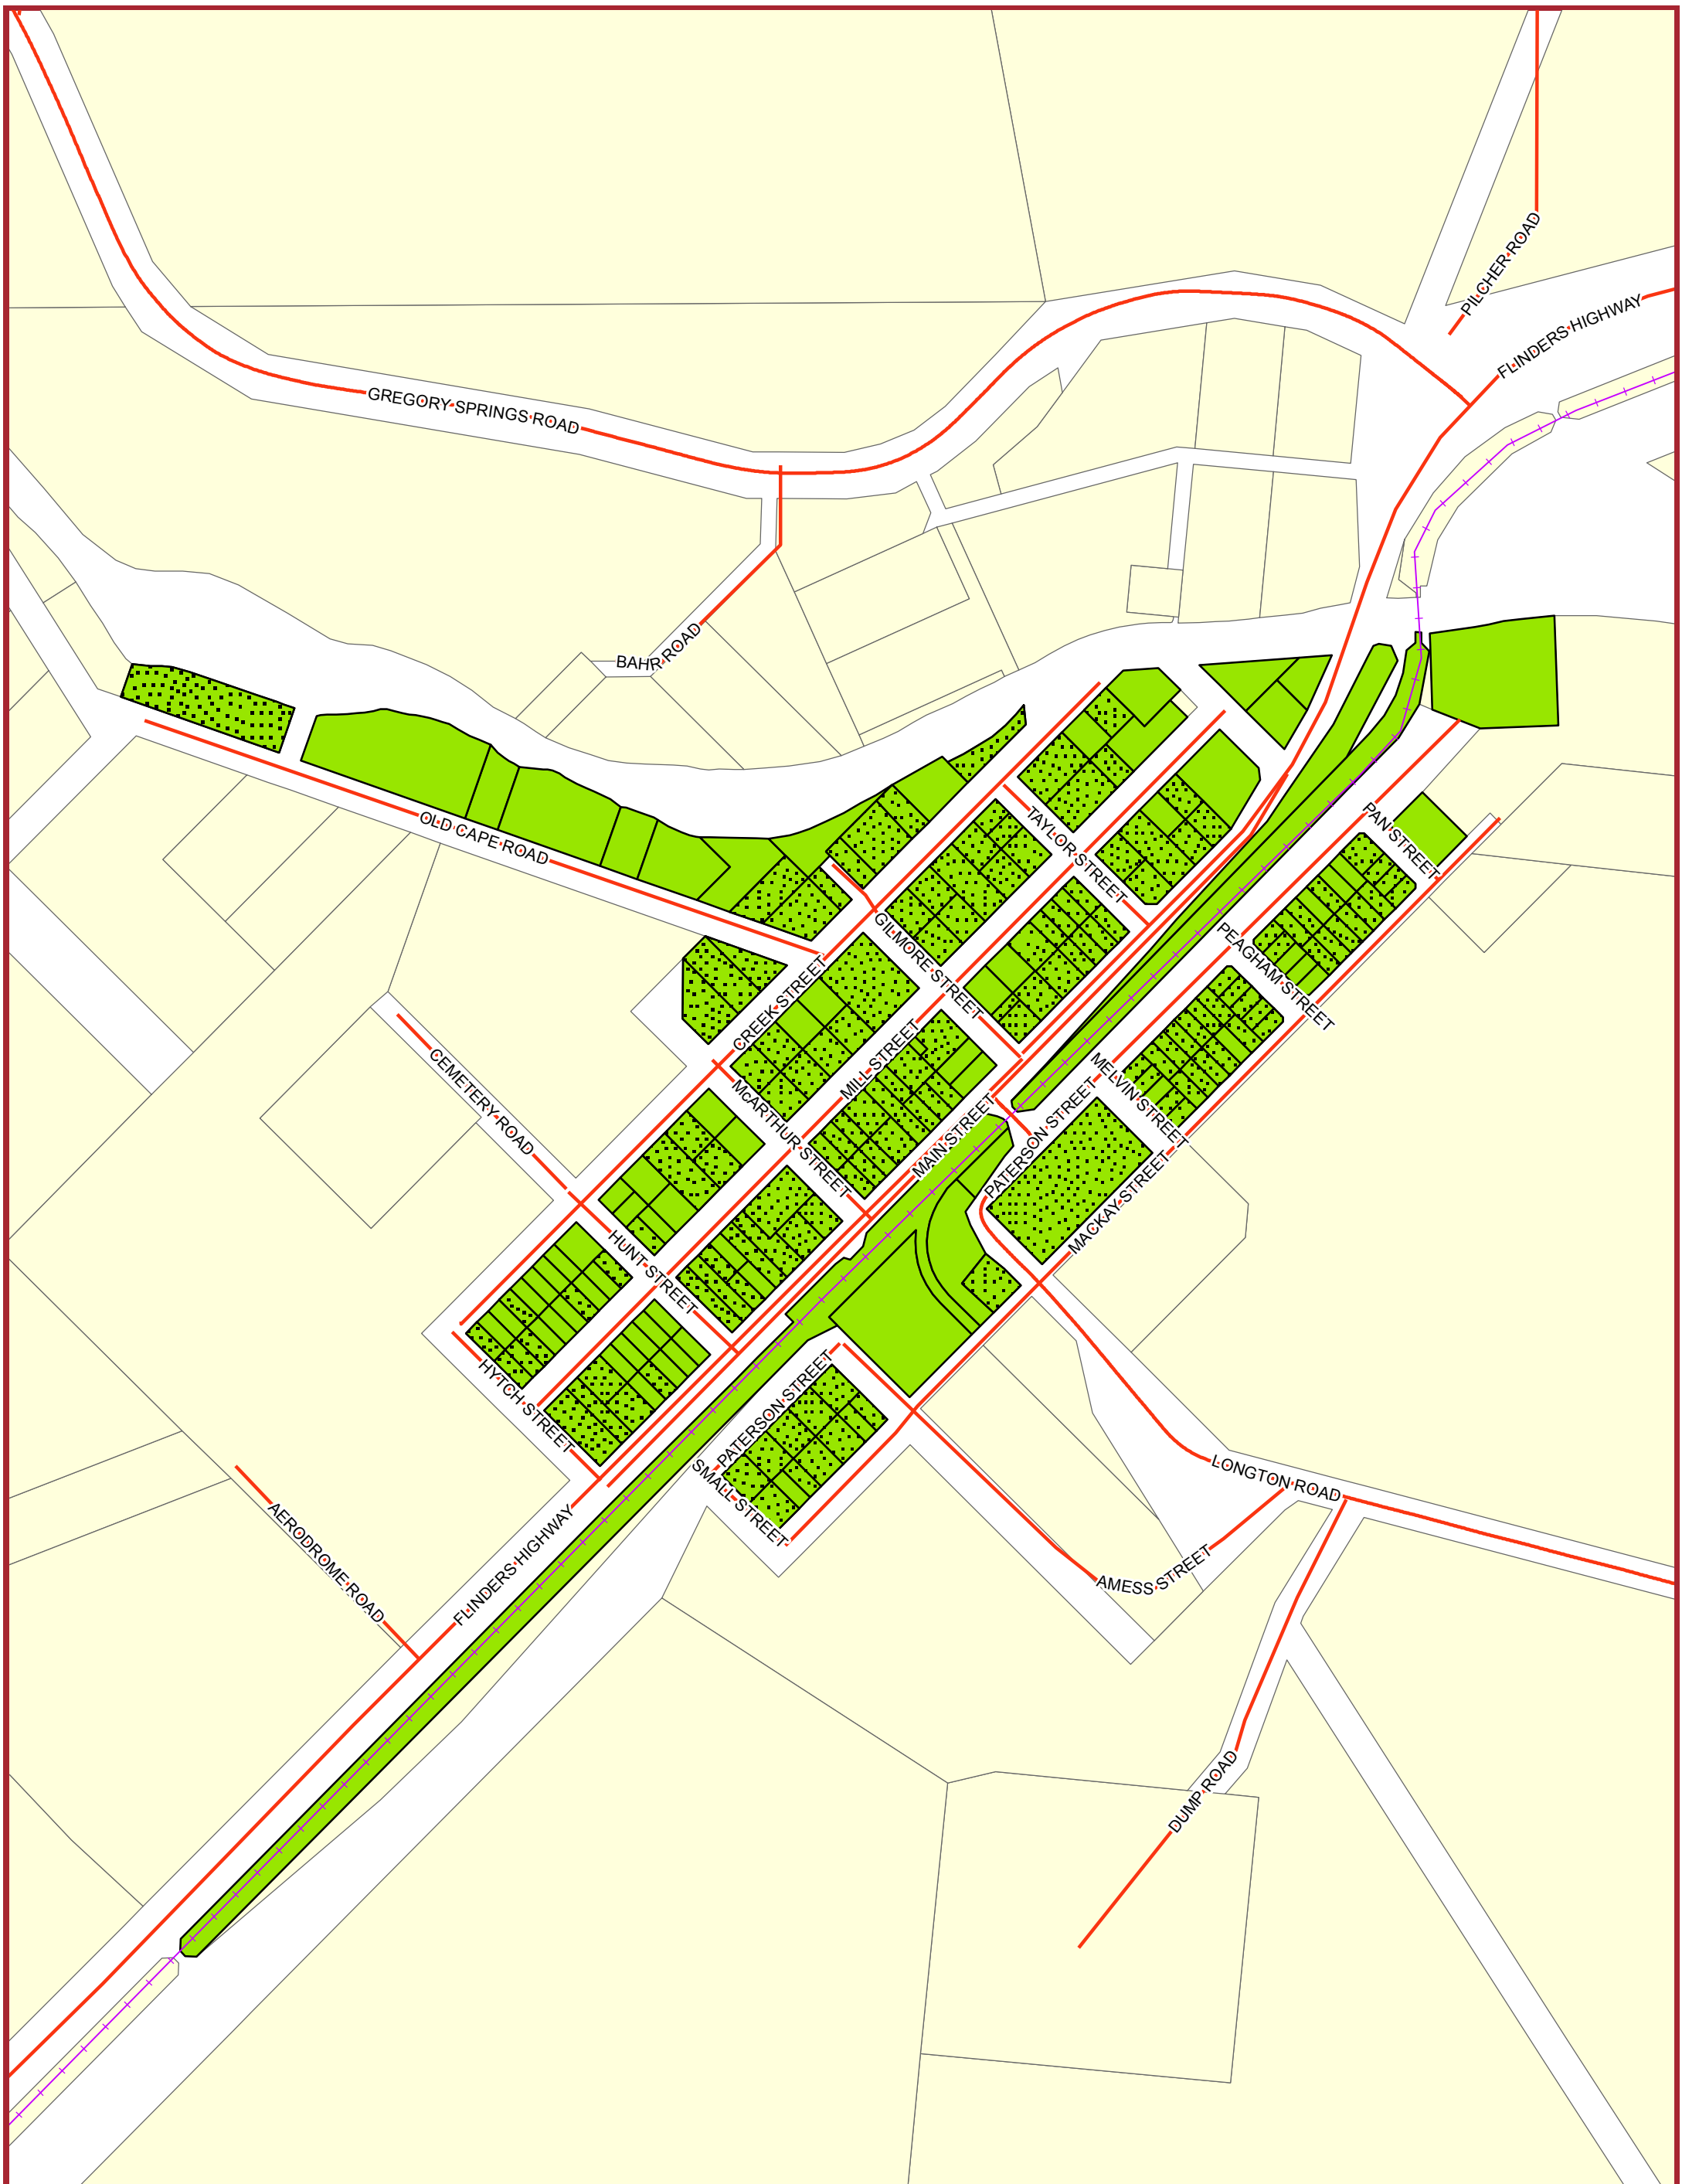 PILCHER ROAD
FLINDERS HIGHWAY
GREGORY SPRINGS ROAD
BAHR ROAD
OLD CAPE ROAD
TAYLOR STREET
PAN STREET
GILMORE STREET
PEAGHAM STREET
CREEK STREET
MILL STREET
CEMETERY ROAD
McARTHUR STREET
MELVIN STREET
MAIN STREET
PATERSON STREET
MACKAY STREET
HUNT STREET
HYTCH STREET
PATERSON STREET
SMALL STREET
LONGTON ROAD
AERODROME ROAD
FLINDERS HIGHWAY
AMESS STREET
DUMP ROAD